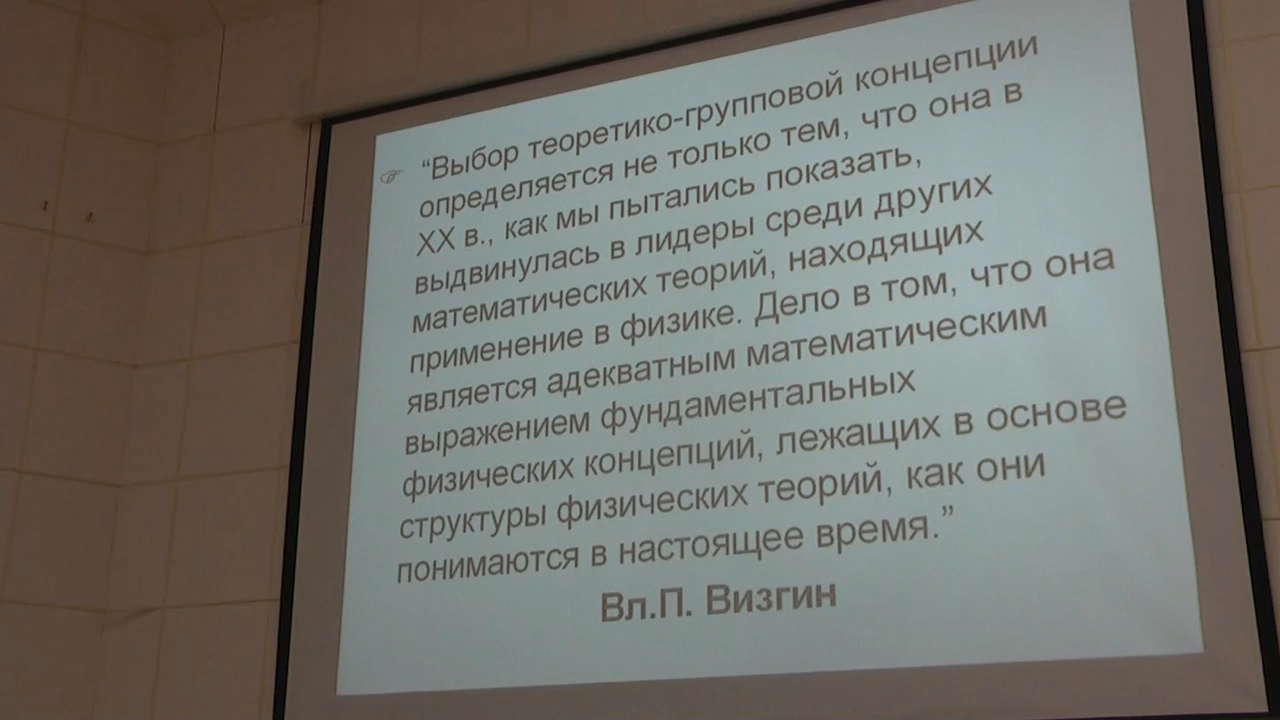 “Выбор теоретико-групповой концепции
определяется не только тем, что она в
XX в., как мы пытались показать,
выдвинулась в лидеры среди других
математических теорий, находящих
применение в физике. Дело в том, что она
является адекватным математическим
выражением фундаментальных
физических концепций, лежащих в основе
структуры физических теорий, как они
понимаются в настоящее время.”
Вл.П. Визгин